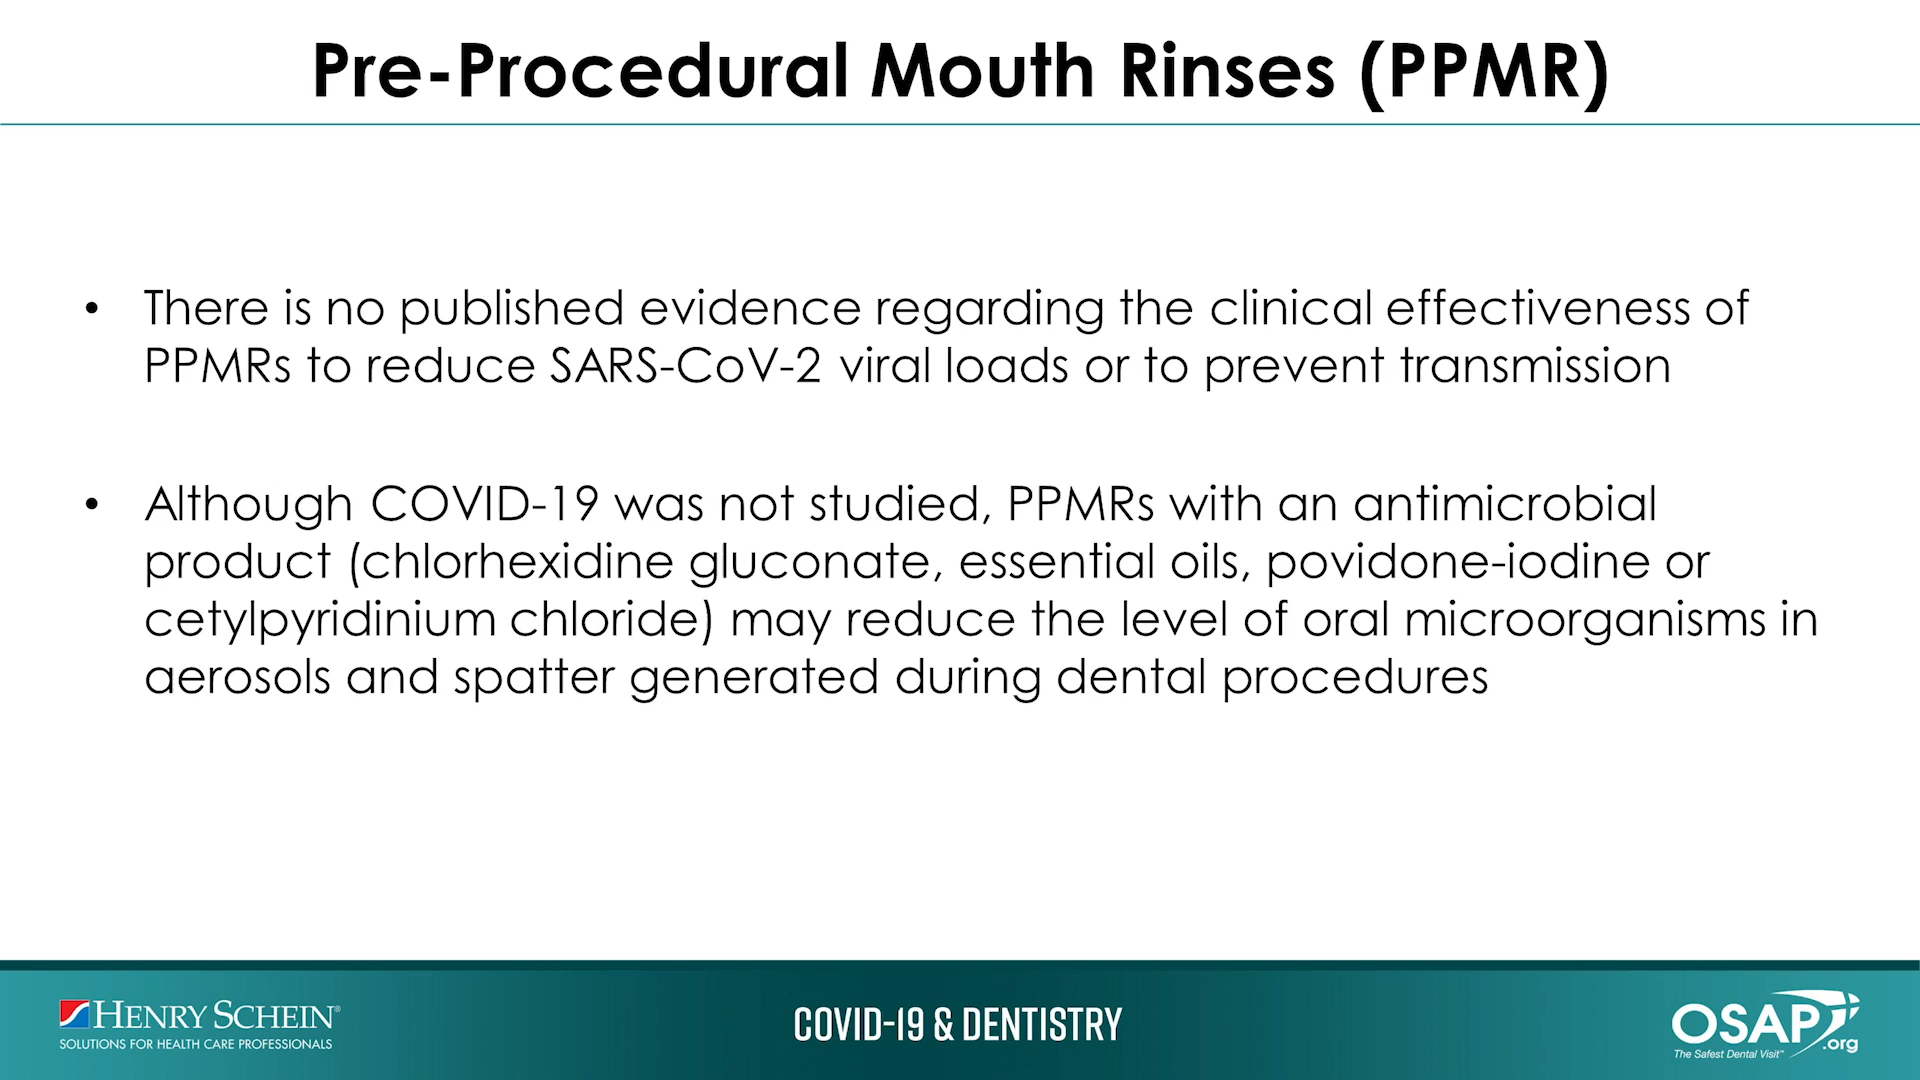 Pre-Procedural Mouth Rinses (PPMR)
• There is no published evidence regarding the clinical effectiveness of
PPMRs to reduce SARS-CoV-2 viral loads or to prevent transmission
• Although COVID-19 was not studied, PPMRs with an antimicrobial
product (chlorhexidine gluconate, essential oils, povidone-iodine or
cetylpyridinium chloride) may reduce the level of oral microorganisms in
aerosols and spatter generated during dental procedures
HENRY SCHEIN®
SOLUTIONS FOR HEALTH CARE PROFESSIONALS
COVID-19 & DENTISTRY
OSAP
.org
The Safest Dental Visit™